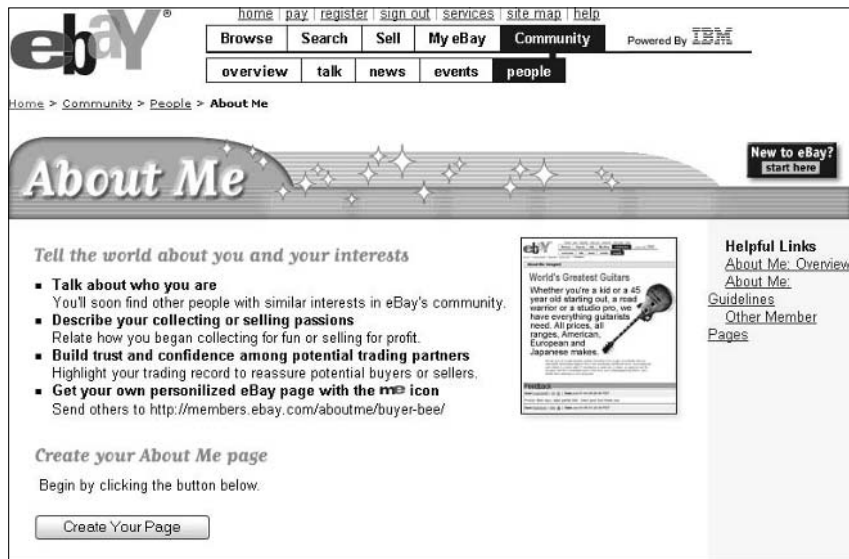 home | pay | register | sign out | services | site map | help
ebaY®
Browse Search Sell My eBay Community
Powered By IBM
overview talk news events people
Home > Community > People > About Me
About Me
New to eBay?
start here
Tell the world about you and your interests
▪ Talk about who you are
You'll soon find other people with similar interests in eBay's community.
▪ Describe your collecting or selling passions
Relate how you began collecting for fun or selling for profit.
▪ Build trust and confidence among potential trading partners
Highlight your trading record to reassure potential buyers or sellers.
▪ Get your own personilized eBay page with the me icon
Send others to http://members.ebay.com/aboutme/buyer-bee/
ebY
World's Greatest Guitars
Whether you're a kid or a 45
year old starting out, a road
warrior or a studio pro, we
have everything guitarists
need. All prices, all
ranges, American,
European and
Japanese makes.
Feedback
Helpful Links
About Me: Overview
About Me:
Guidelines
Other Member
Pages
Create your About Me page
Begin by clicking the button below.
Create Your Page